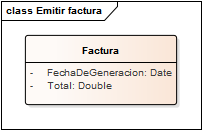 class Emitir factura
Factura
- FechaDeGeneracion: Date
- Total: Double